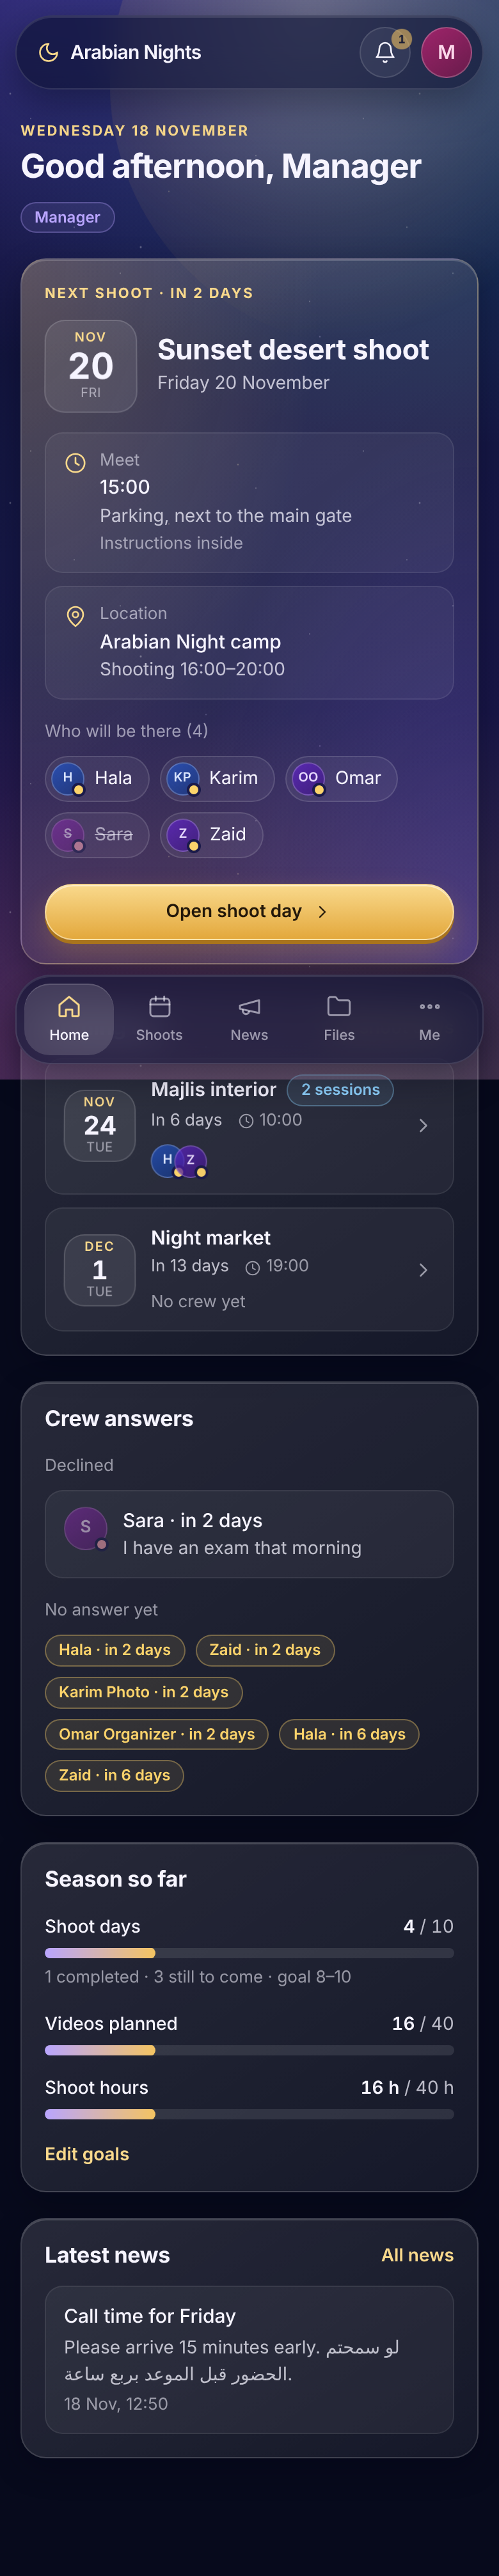 Arabian Nights
1
M
WEDNESDAY 18 NOVEMBER
Good afternoon, Manager
Manager
NEXT SHOOT · IN 2 DAYS
NOV
20
FRI
Sunset desert shoot
Friday 20 November
Meet
15:00
Parking, next to the main gate
Instructions inside
Location
Arabian Night camp
Shooting 16:00–20:00
Who will be there (4)
H Hala
KP Karim
OO Omar
S Sara
Z Zaid
Open shoot day
Home
Shoots
News
Files
Me
NOV
24
TUE
Majlis interior
2 sessions
In 6 days 10:00
H Z
DEC
1
TUE
Night market
In 13 days 19:00
No crew yet
Crew answers
Declined
S
Sara · in 2 days
I have an exam that morning
No answer yet
Hala · in 2 days
Zaid · in 2 days
Karim Photo · in 2 days
Omar Organizer · in 2 days
Hala · in 6 days
Zaid · in 6 days
Season so far
Shoot days 4 / 10
1 completed · 3 still to come · goal 8–10
Videos planned 16 / 40
Shoot hours 16 h / 40 h
Edit goals
Latest news
All news
Call time for Friday
Please arrive 15 minutes early. لو سمحتم
الحضور قبل الموعد بربع ساعة.
18 Nov, 12:50